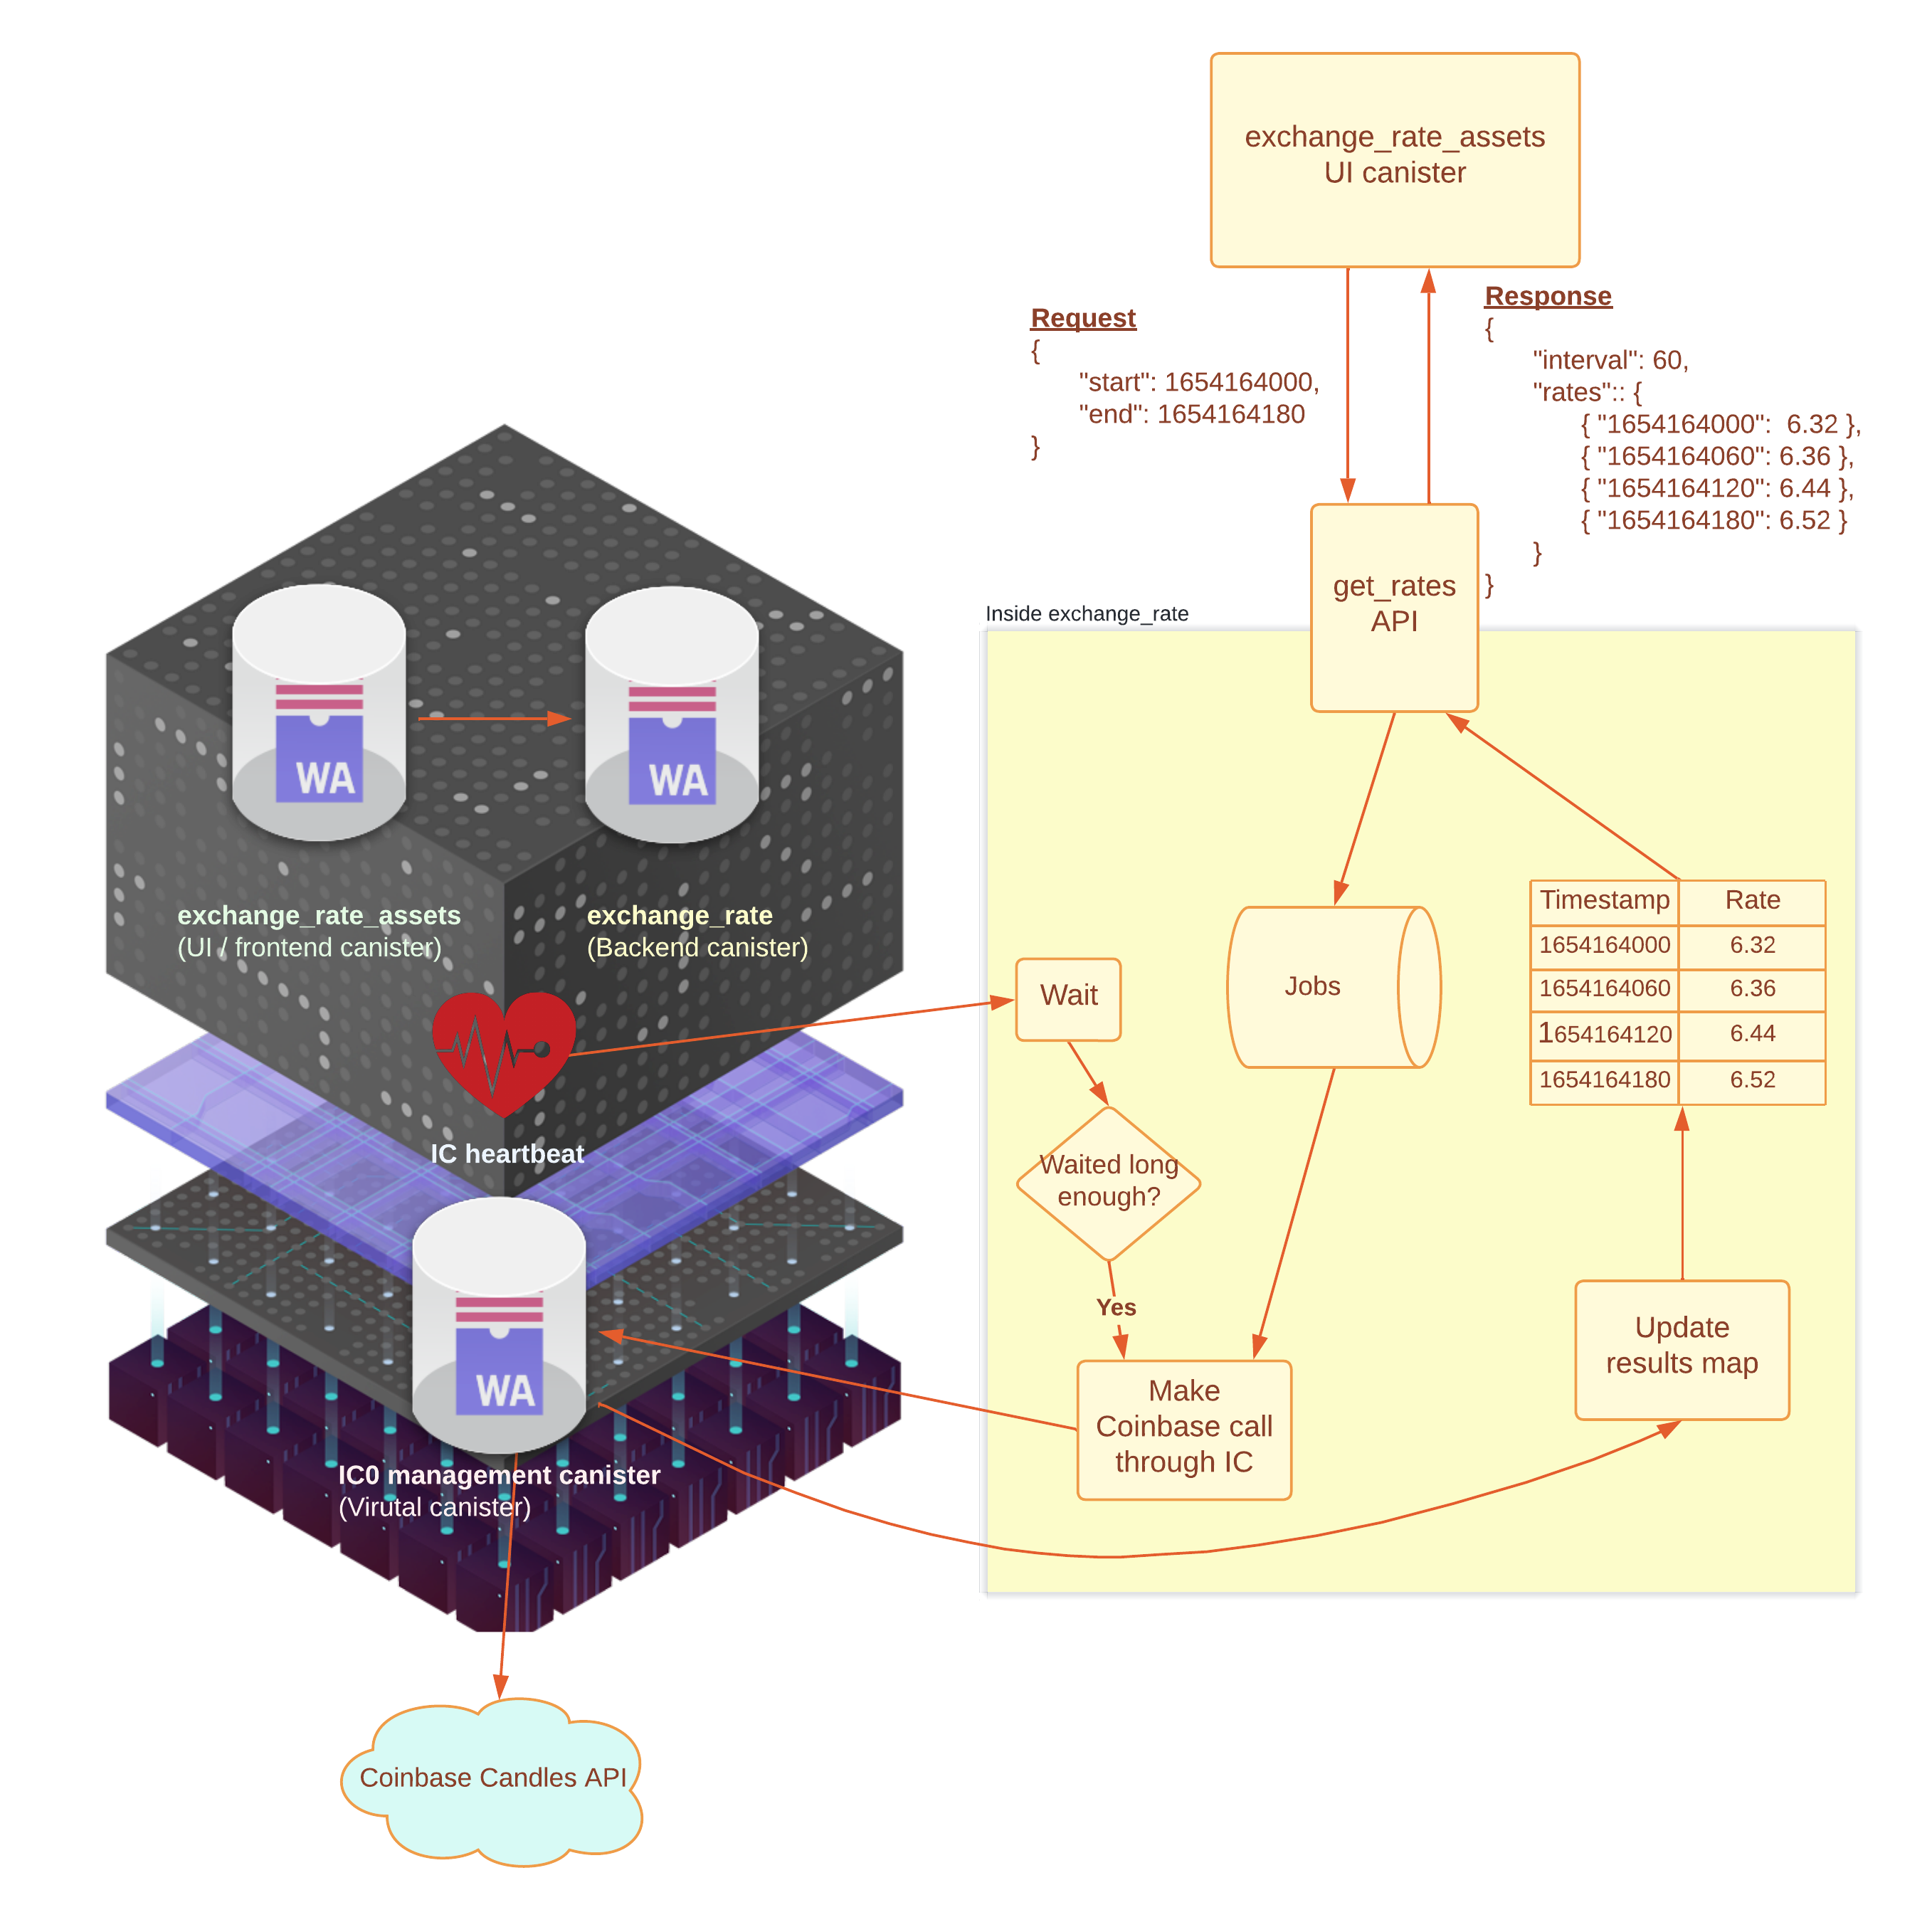 exchange_rate_assets
UI canister
Request
{
"start": 1654164000,
"end": 1654164180
}
Response
{
"interval": 60,
"rates":: {
{ "1654164000":  6.32 },
{ "1654164060": 6.36 },
{ "1654164120": 6.44 },
{ "1654164180": 6.52 }
}
}
get_rates
API
Inside exchange_rate
WA
WA
exchange_rate_assets
(UI / frontend canister)
exchange_rate
(Backend canister)
IC heartbeat
Wait
Waited long
enough?
Yes
Jobs
Make
Coinbase call
through IC
Timestamp Rate
1654164000 6.32
1654164060 6.36
1654164120 6.44
1654164180 6.52
Update
results map
WA
IC0 management canister
(Virutal canister)
Coinbase Candles API